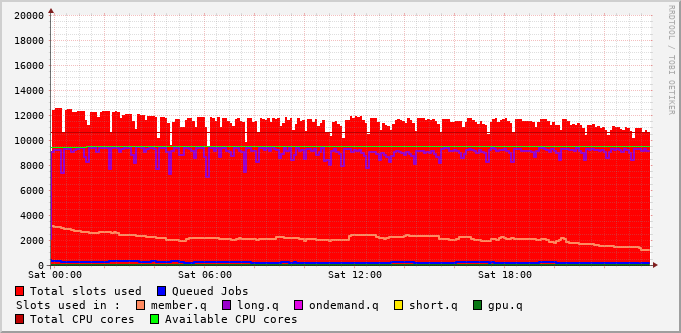 RRDTOOL / TOBI OETIKER
20000
18000
16000
14000
12000
10000
8000
6000
4000
2000
0
Sat 00:00 Sat 06:00 Sat 12:00 Sat 18:00
Total slots used Queued Jobs
Slots used in : member.q long.q ondemand.q short.q gpu.q
Total CPU cores Available CPU cores